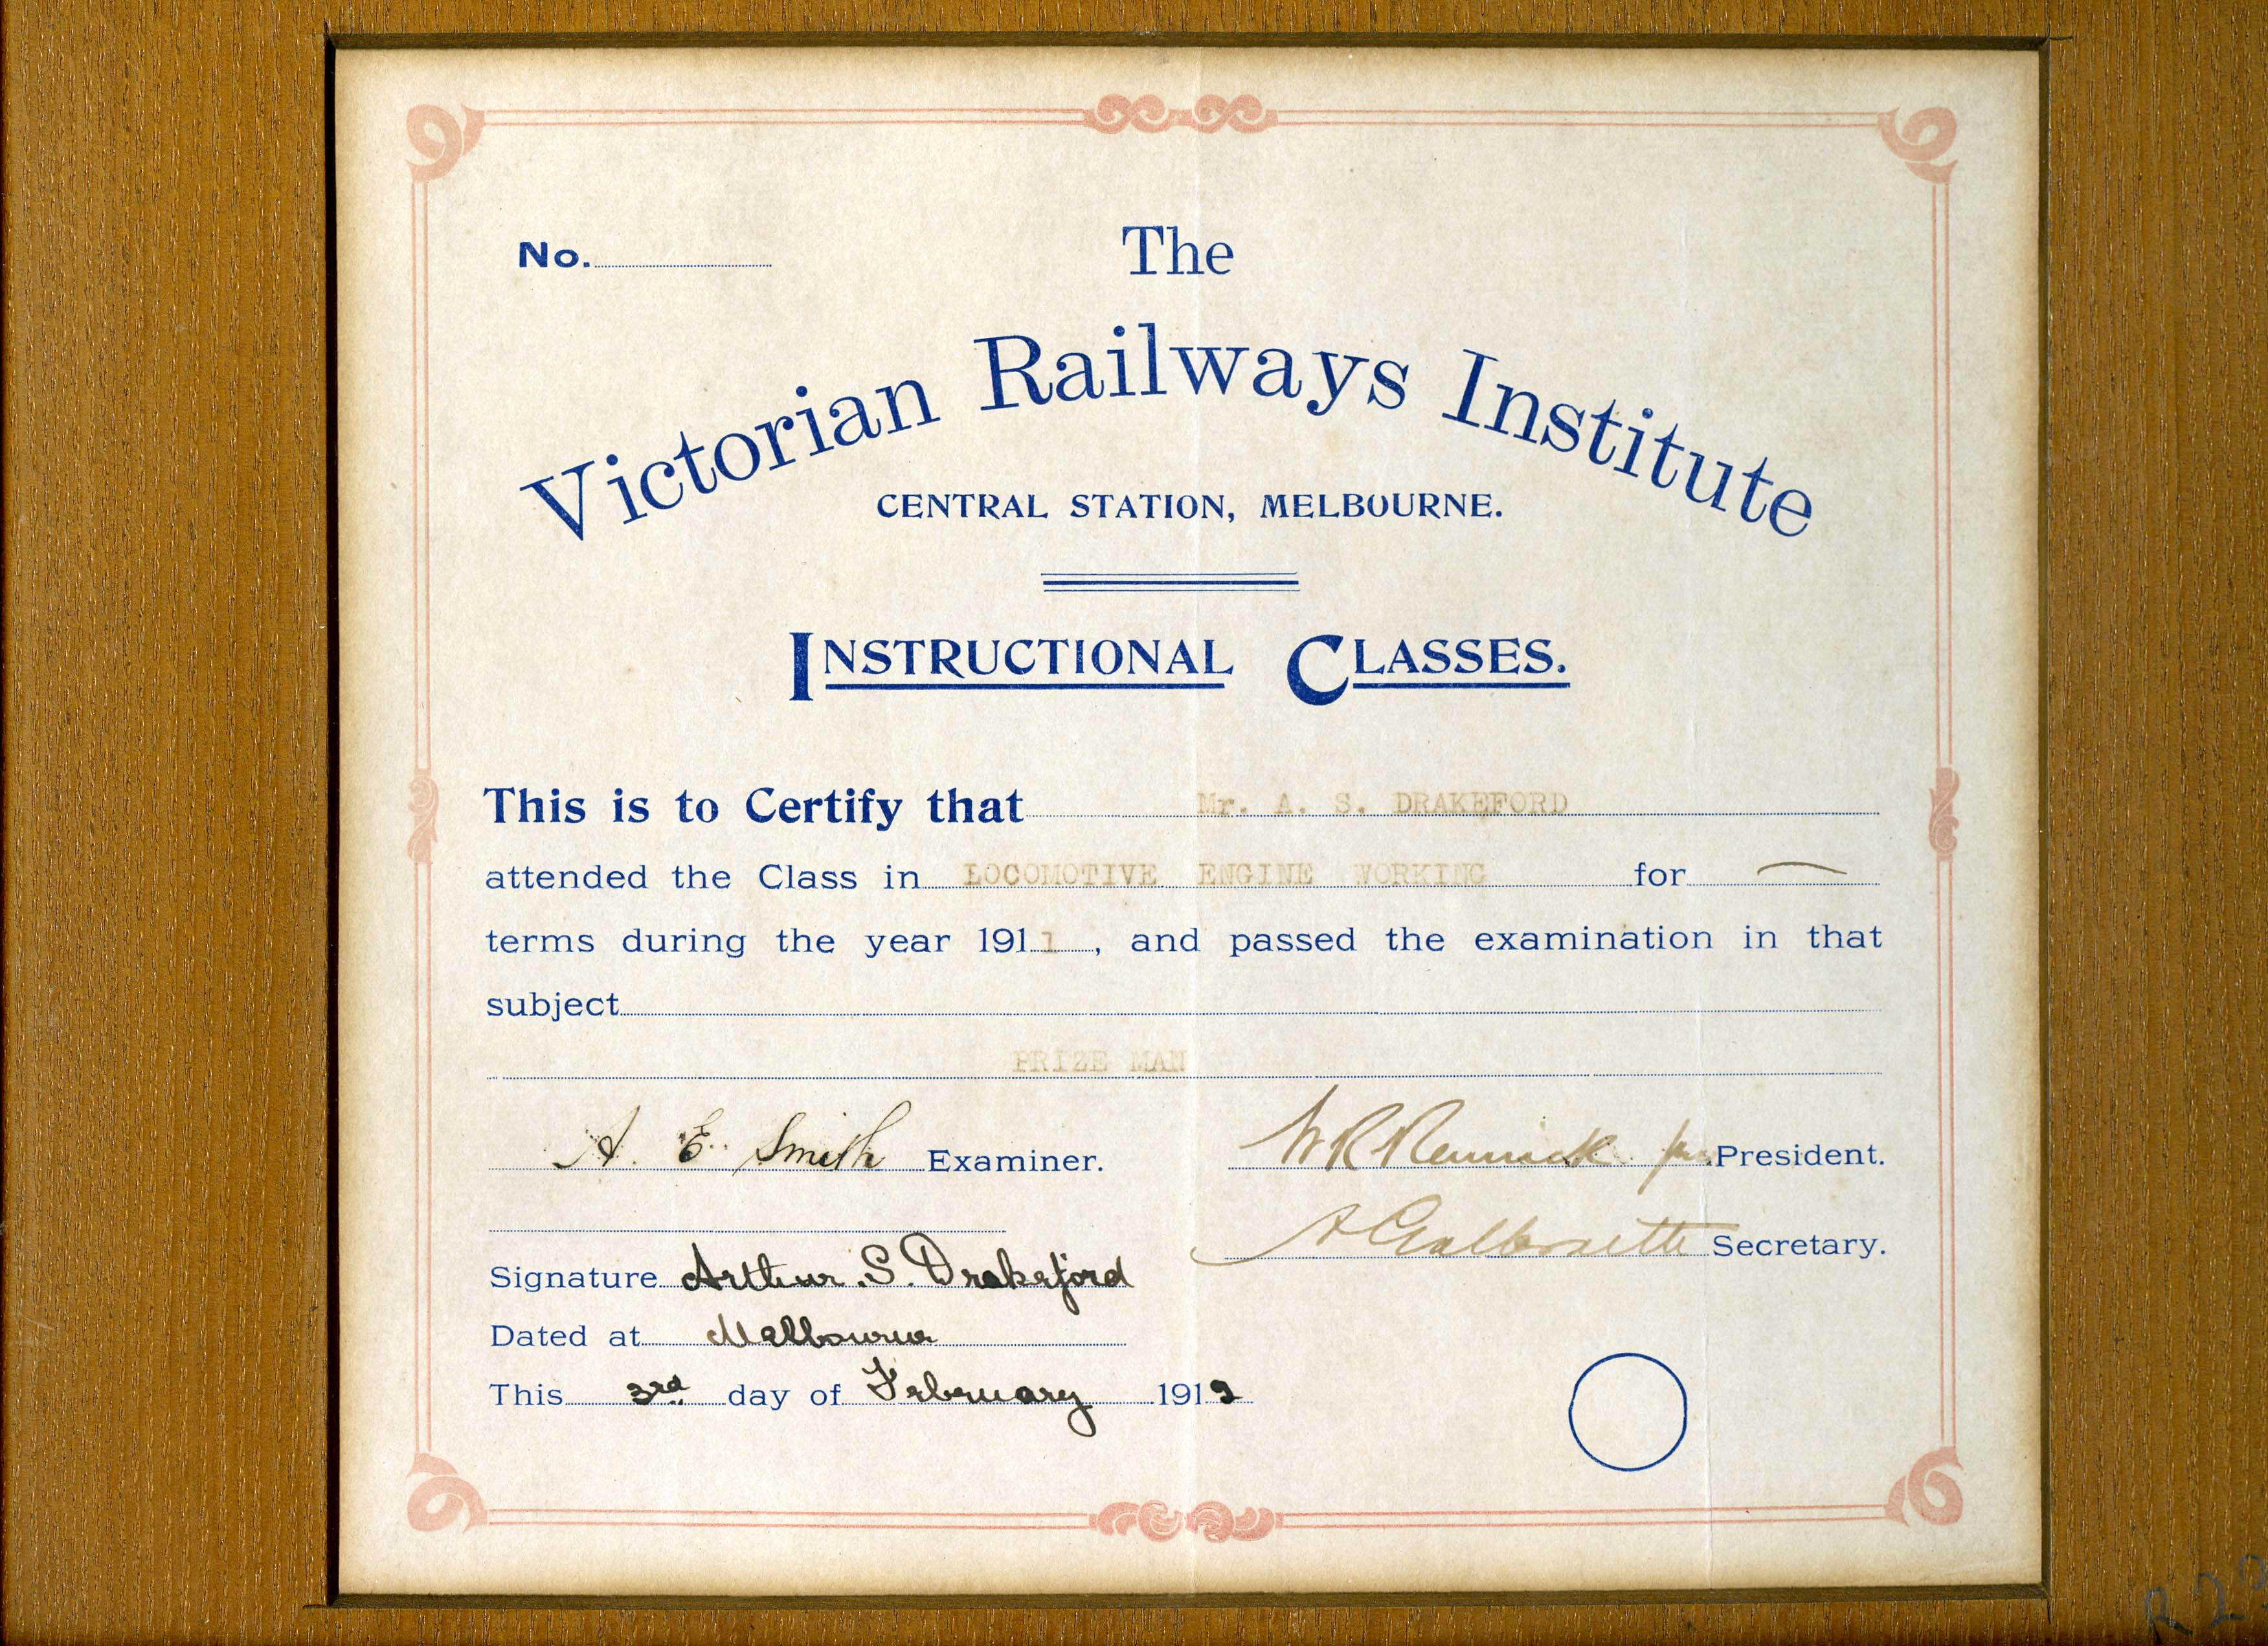 No.
The
Victorian Railways Institute
CENTRAL STATION, MELBOURNE.
INSTRUCTIONAL CLASSES.
This is to Certify that Mr. A. S. DRAKEFORD
attended the Class in LOCOMOTIVE ENGINE WORKING for
terms during the year 1911, and passed the examination in that
subject
PRIZE MAN
A. E. Smith Examiner.
W R Rennick President.
A Galbraith Secretary.
Signature Arthur S. Drakeford
Dated at Melbourne
This 3rd day of February 1912